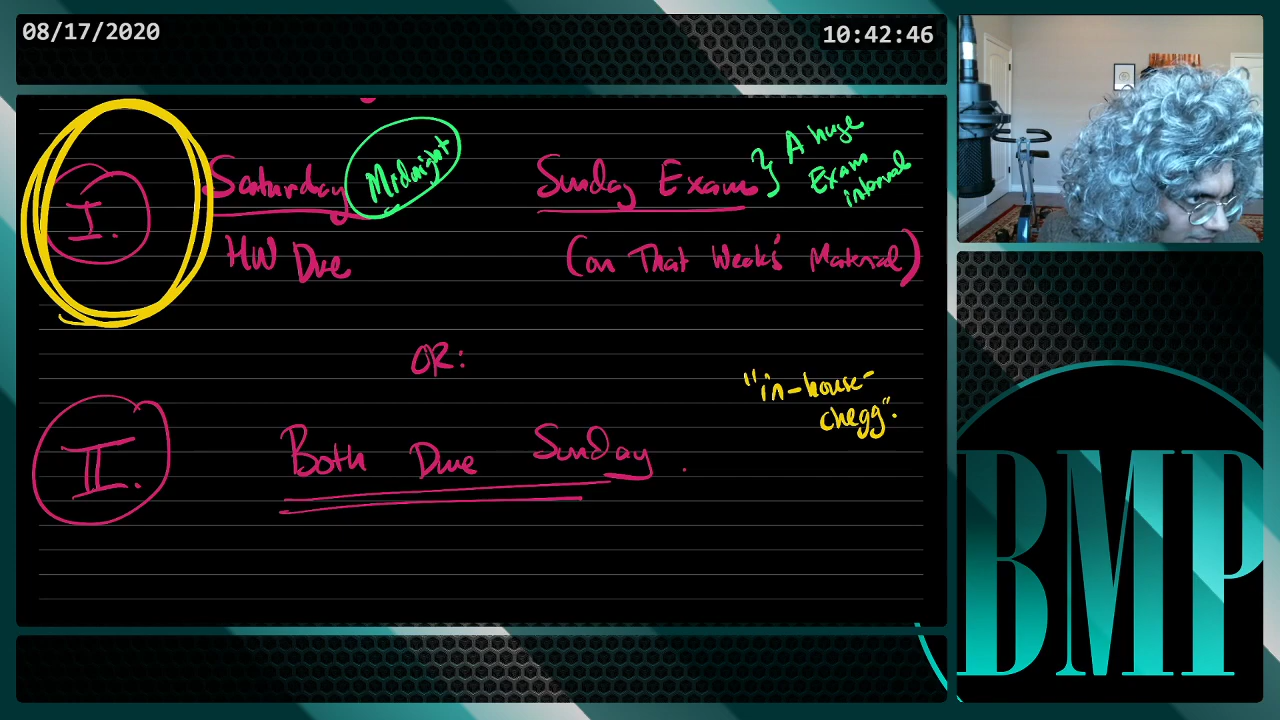 08/17/2020
10:42:46
I.
Saturday Midnight
Sunday Exam } A huge
Exam
interval
HW Due
(on That Week's Material)
OR:
"in-house-
chegg".
II.
Both Due Sunday.
BMP